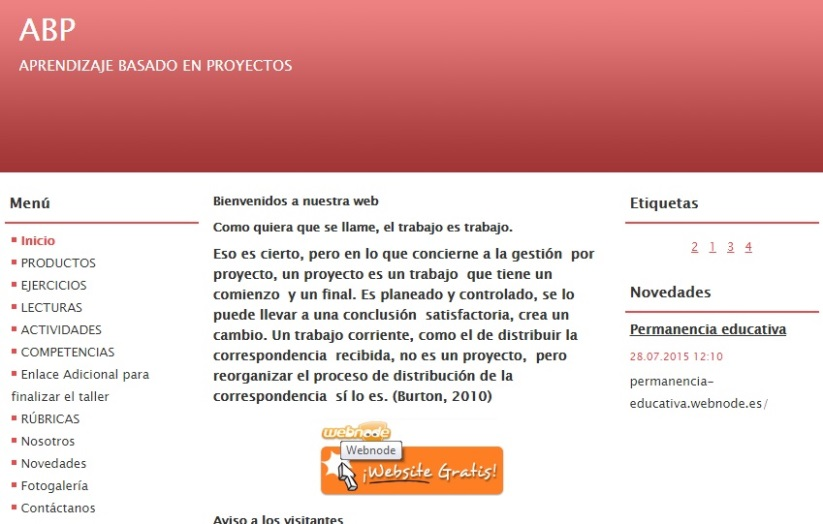 ABP
APRENDIZAJE BASADO EN PROYECTOS
Menú
Inicio
PRODUCTOS
EJERCICIOS
LECTURAS
ACTIVIDADES
COMPETENCIAS
Enlace Adicional para
finalizar el taller
RÚBRICAS
Nosotros
Novedades
Fotogalería
Contáctanos
Bienvenidos a nuestra web
Como quiera que se llame, el trabajo es trabajo.
Eso es cierto, pero en lo que concierne a la gestión por
proyecto, un proyecto es un trabajo que tiene un
comienzo y un final. Es planeado y controlado, se lo
puede llevar a una conclusión satisfactoria, crea un
cambio. Un trabajo corriente, como el de distribuir la
correspondencia recibida, no es un proyecto, pero
reorganizar el proceso de distribución de la
correspondencia sí lo es. (Burton, 2010)
webnode
Webnode
¡Website Gratis!
Aviso a los visitantes
Etiquetas
2 1 3 4
Novedades
Permanencia educativa
28.07.2015 12:10
permanencia-
educativa.webnode.es/